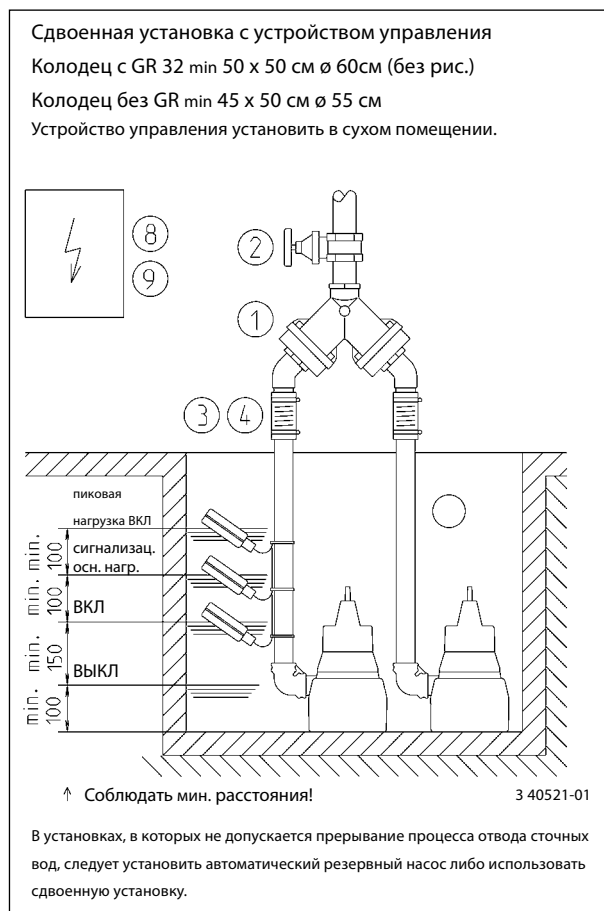 Сдвоенная установка с устройством управления
Колодец с GR 32 min 50 x 50 см ø 60см (без рис.)
Колодец без GR min 45 x 50 см ø 55 см
Устройство управления установить в сухом помещении.
8
9
2
1
3 4
пиковая
нагрузка ВКЛ
сигнализац.
осн. нагр.
ВКЛ
ВЫКЛ
min. 100
min. 100
min. 150
min. 100
↑ Соблюдать мин. расстояния!
3 40521-01
В установках, в которых не допускается прерывание процесса отвода сточных
вод, следует установить автоматический резервный насос либо использовать
сдвоенную установку.